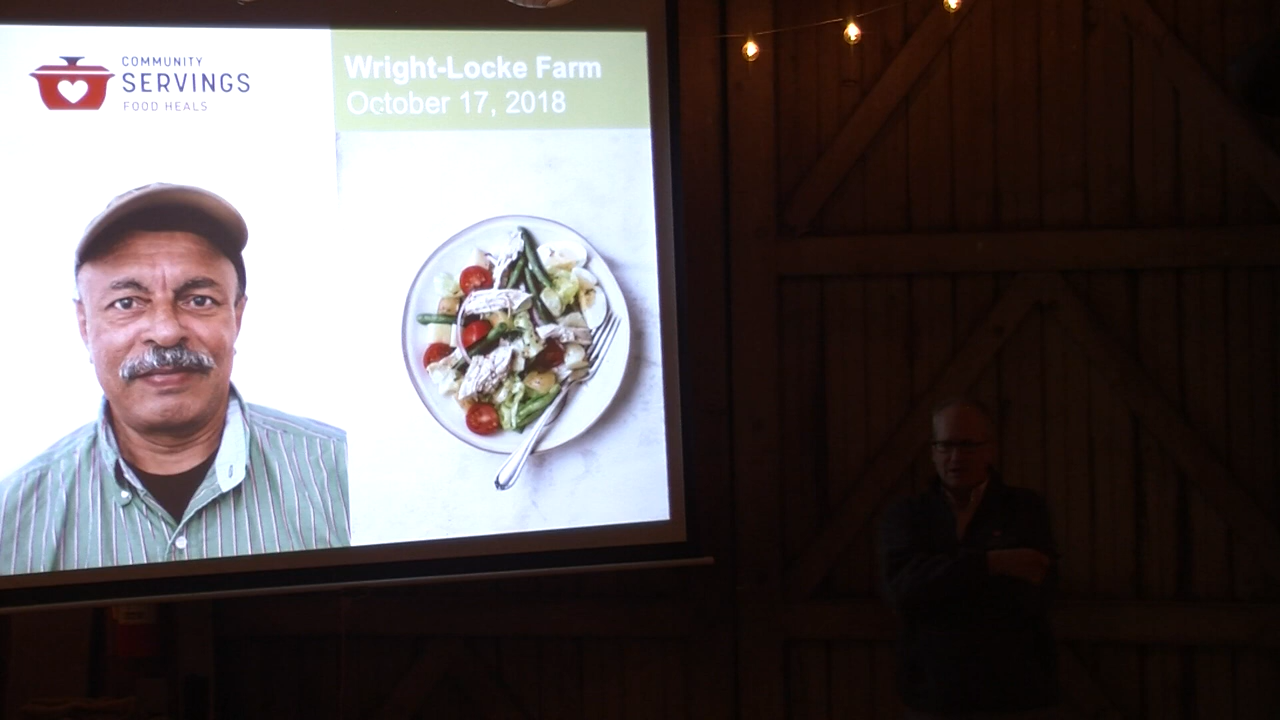 COMMUNITY
SERVINGS
FOOD HEALS
Wright-Locke Farm
October 17, 2018